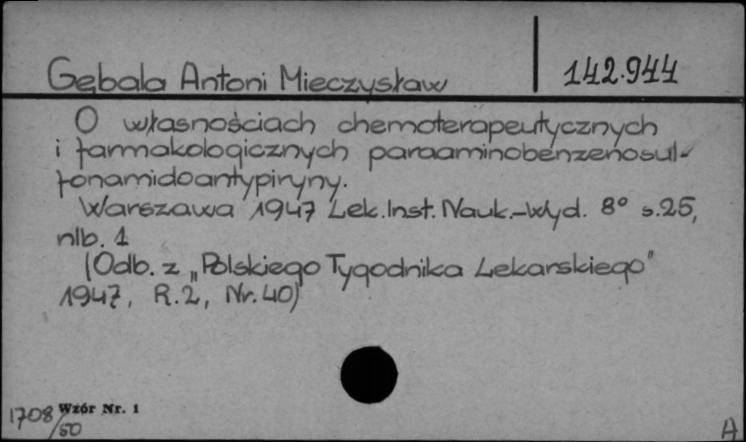 Gębala Antoni Mieczysław 142.944
O własnościach chemoterapeutycznych
i farmakologicznych paraaminobenzenosul-
fonamidoantypiryny.
Warszawa 1947 Lek. Inst. Nauk.-Wyd. 8° s. 25,
nlb. 1
(Odb. z „Polskiego Tygodnika Lekarskiego"
1947, R.2, Nr. 40)
Wzór Nr. 1
1708/50
A